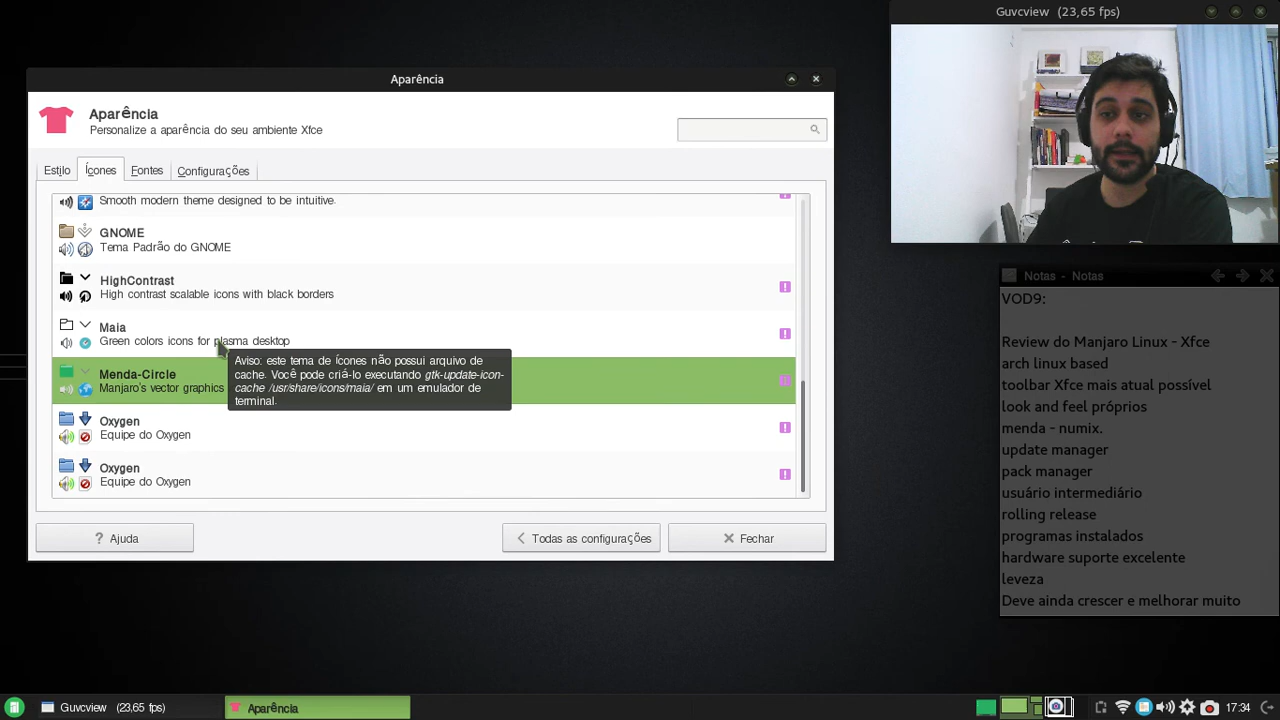 Guvcview (23,65 fps)
Aparência
Aparência
Personalize a aparência do seu ambiente Xfce
Estilo
Ícones
Fontes
Configurações
Smooth modern theme designed to be intuitive.
GNOME
Tema Padrão do GNOME
HighContrast
High contrast scalable icons with black borders
Maia
Green colors icons for plasma desktop
Aviso: este tema de ícones não possui arquivo de
cache. Você pode criá-lo executando gtk-update-icon-
cache /usr/share/icons/maia/ em um emulador de
terminal.
Menda-Circle
Manjaro's vector graphics
Oxygen
Equipe do Oxygen
Oxygen
Equipe do Oxygen
? Ajuda
Todas as configurações
Fechar
Notas - Notas
VOD9:
Review do Manjaro Linux - Xfce
arch linux based
toolbar Xfce mais atual possível
look and feel próprios
menda - numix.
update manager
pack manager
usuário intermediário
rolling release
programas instalados
hardware suporte excelente
leveza
Deve ainda crescer e melhorar muito
Guvcview (23,65 fps)
Aparência
17:34